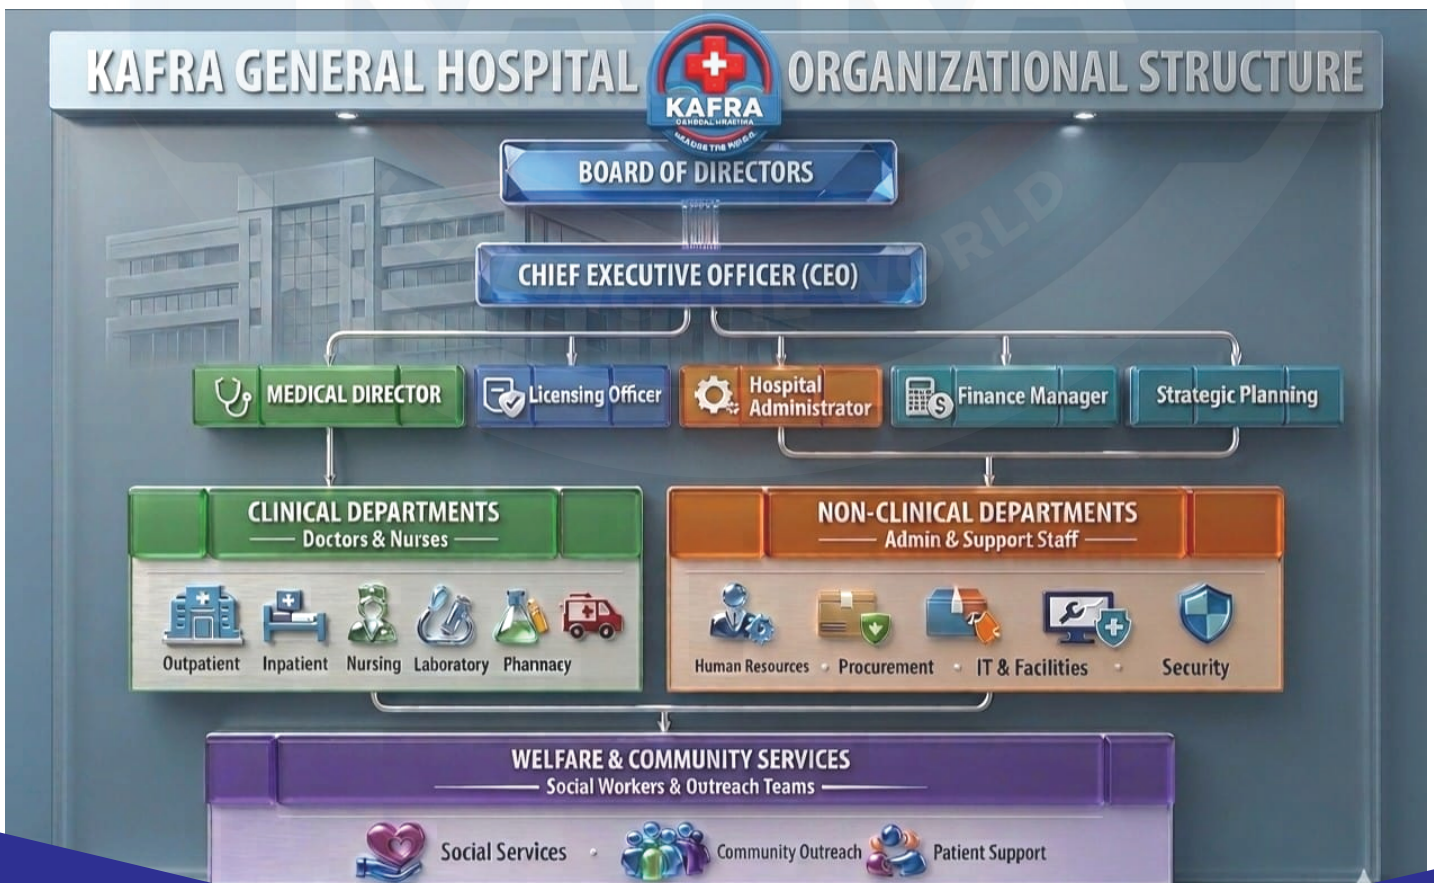 KAFRA GENERAL HOSPITAL ORGANIZATIONAL STRUCTURE
KAFRA
BOARD OF DIRECTORS
CHIEF EXECUTIVE OFFICER (CEO)
MEDICAL DIRECTOR
Licensing Officer
Hospital
Administrator
Finance Manager
Strategic Planning
CLINICAL DEPARTMENTS
Doctors & Nurses
NON-CLINICAL DEPARTMENTS
Admin & Support Staff
Outpatient Inpatient Nursing Laboratory Phannacy
Human Resources • Procurement • IT & Facilities • Security
WELFARE & COMMUNITY SERVICES
Social Workers & Outreach Teams
Social Services • Community Outreach Patient Support
WORLD